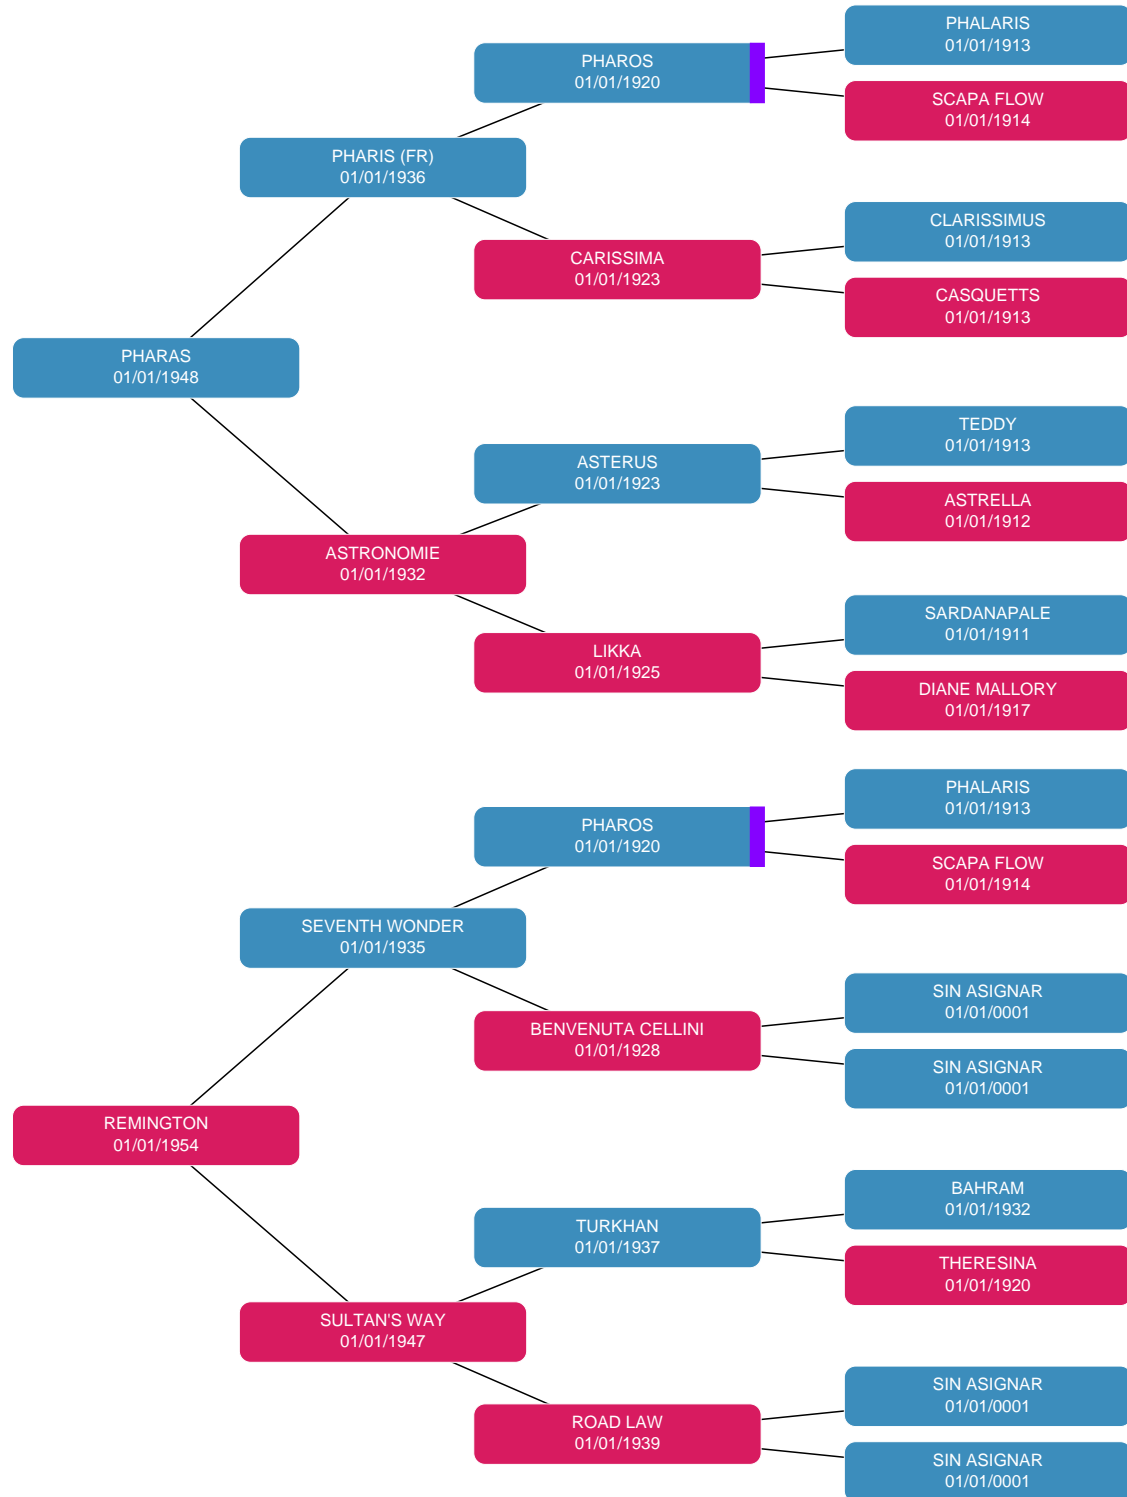 PHALARIS
01/01/1913
PHAROS
01/01/1920
SCAPA FLOW
01/01/1914
PHARIS (FR)
01/01/1936
CLARISSIMUS
01/01/1913
CARISSIMA
01/01/1923
CASQUETTS
01/01/1913
PHARAS
01/01/1948
TEDDY
01/01/1913
ASTERUS
01/01/1923
ASTRELLA
01/01/1912
ASTRONOMIE
01/01/1932
SARDANAPALE
01/01/1911
LIKKA
01/01/1925
DIANE MALLORY
01/01/1917
PHALARIS
01/01/1913
PHAROS
01/01/1920
SCAPA FLOW
01/01/1914
SEVENTH WONDER
01/01/1935
SIN ASIGNAR
01/01/0001
BENVENUTA CELLINI
01/01/1928
SIN ASIGNAR
01/01/0001
REMINGTON
01/01/1954
BAHRAM
01/01/1932
TURKHAN
01/01/1937
THERESINA
01/01/1920
SULTAN'S WAY
01/01/1947
SIN ASIGNAR
01/01/0001
ROAD LAW
01/01/1939
SIN ASIGNAR
01/01/0001